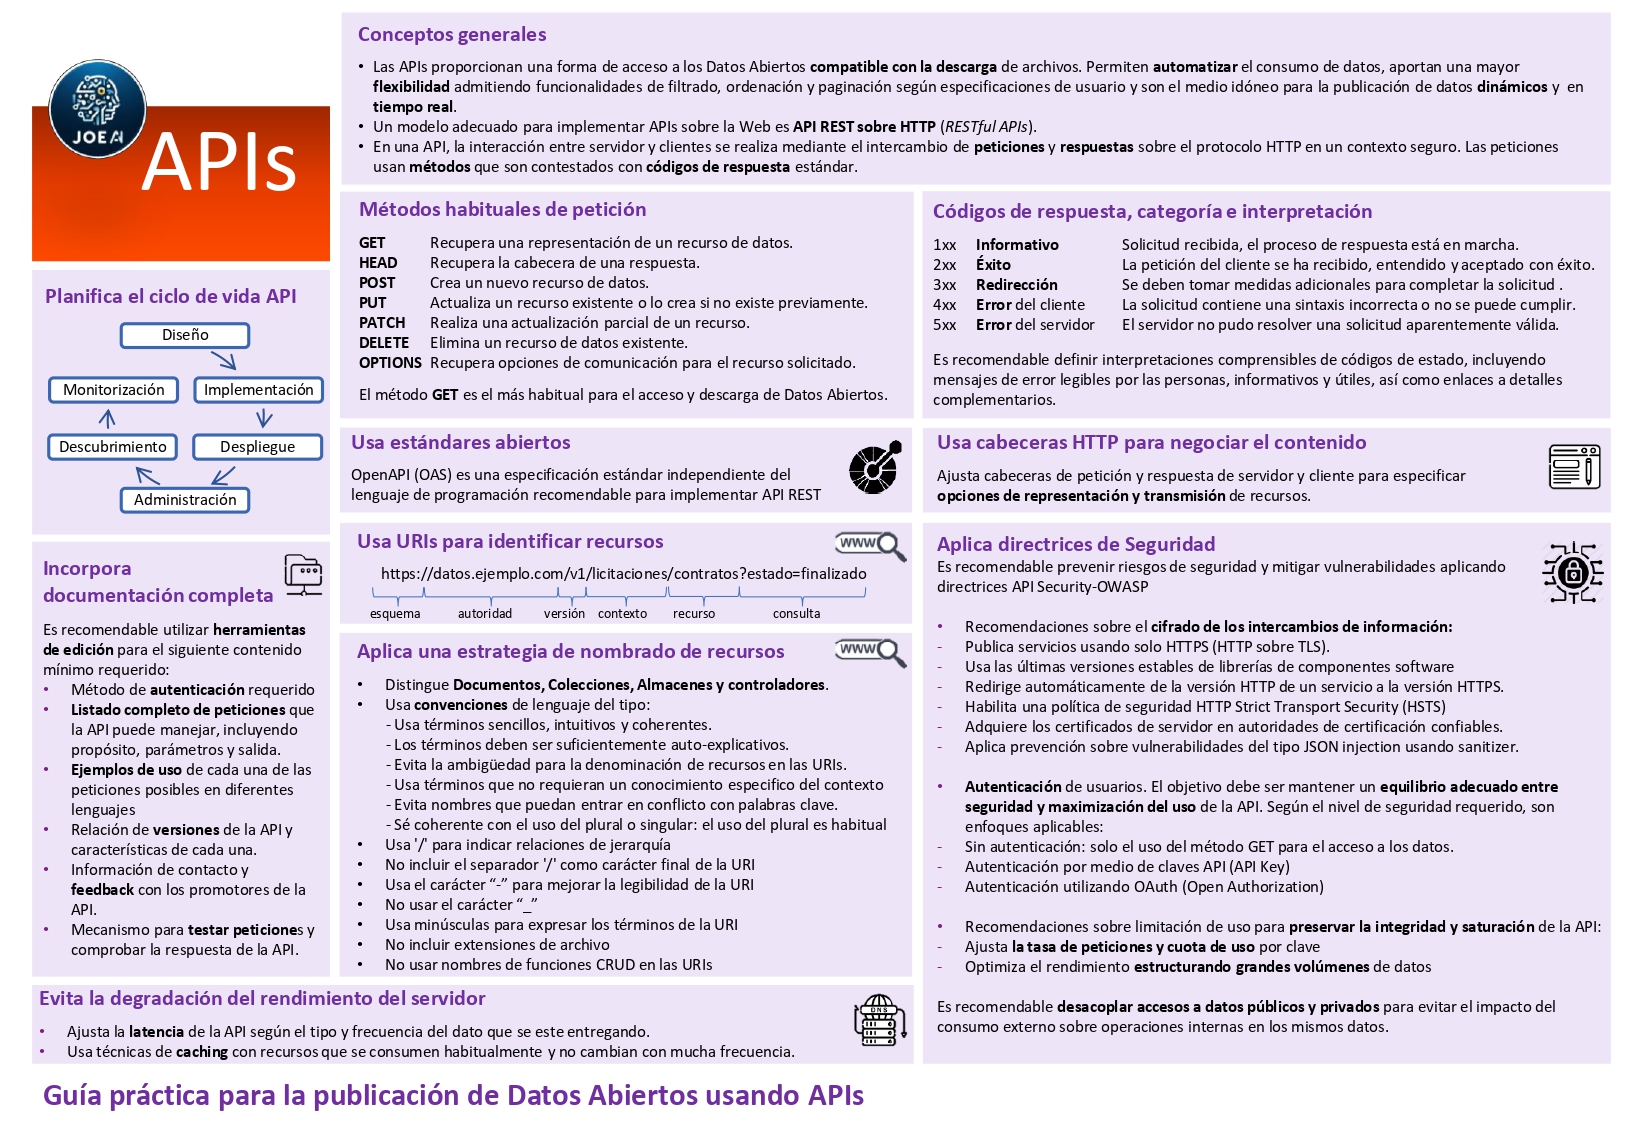 JOEAI
APIs
Conceptos generales
• Las APIs proporcionan una forma de acceso a los Datos Abiertos compatible con la descarga de archivos. Permiten automatizar el consumo de datos, aportan una mayor
flexibilidad admitiendo funcionalidades de filtrado, ordenación y paginación según especificaciones de usuario y son el medio idóneo para la publicación de datos dinámicos y en
tiempo real.
• Un modelo adecuado para implementar APIs sobre la Web es API REST sobre HTTP (RESTful APIs).
• En una API, la interacción entre servidor y clientes se realiza mediante el intercambio de peticiones y respuestas sobre el protocolo HTTP en un contexto seguro. Las peticiones
usan métodos que son contestados con códigos de respuesta estándar.
Planifica el ciclo de vida API
Diseño
Monitorización
Implementación
Descubrimiento
Despliegue
Administración
Métodos habituales de petición
GET Recupera una representación de un recurso de datos.
HEAD Recupera la cabecera de una respuesta.
POST Crea un nuevo recurso de datos.
PUT Actualiza un recurso existente o lo crea si no existe previamente.
PATCH Realiza una actualización parcial de un recurso.
DELETE Elimina un recurso de datos existente.
OPTIONS Recupera opciones de comunicación para el recurso solicitado.
El método GET es el más habitual para el acceso y descarga de Datos Abiertos.
Códigos de respuesta, categoría e interpretación
1xx Informativo Solicitud recibida, el proceso de respuesta está en marcha.
2xx Éxito La petición del cliente se ha recibido, entendido y aceptado con éxito.
3xx Redirección Se deben tomar medidas adicionales para completar la solicitud .
4xx Error del cliente La solicitud contiene una sintaxis incorrecta o no se puede cumplir.
5xx Error del servidor El servidor no pudo resolver una solicitud aparentemente válida.
Es recomendable definir interpretaciones comprensibles de códigos de estado, incluyendo
mensajes de error legibles por las personas, informativos y útiles, así como enlaces a detalles
complementarios.
Usa estándares abiertos
OpenAPI (OAS) es una especificación estándar independiente del
lenguaje de programación recomendable para implementar API REST
Usa cabeceras HTTP para negociar el contenido
Ajusta cabeceras de petición y respuesta de servidor y cliente para especificar
opciones de representación y transmisión de recursos.
Incorpora
documentación completa
Es recomendable utilizar herramientas
de edición para el siguiente contenido
mínimo requerido:
• Método de autenticación requerido
• Listado completo de peticiones que
la API puede manejar, incluyendo
propósito, parámetros y salida.
• Ejemplos de uso de cada una de las
peticiones posibles en diferentes
lenguajes
• Relación de versiones de la API y
características de cada una.
• Información de contacto y
feedback con los promotores de la
API.
• Mecanismo para testar peticiones y
comprobar la respuesta de la API.
Usa URIs para identificar recursos
WWW
https://datos.ejemplo.com/v1/licitaciones/contratos?estado=finalizado
esquema autoridad versión contexto recurso consulta
Aplica una estrategia de nombrado de recursos
WWW
• Distingue Documentos, Colecciones, Almacenes y controladores.
• Usa convenciones de lenguaje del tipo:
- Usa términos sencillos, intuitivos y coherentes.
- Los términos deben ser suficientemente auto-explicativos.
- Evita la ambigüedad para la denominación de recursos en las URIs.
- Usa términos que no requieran un conocimiento especifico del contexto
- Evita nombres que puedan entrar en conflicto con palabras clave.
- Sé coherente con el uso del plural o singular: el uso del plural es habitual
• Usa '/' para indicar relaciones de jerarquía
• No incluir el separador '/' como carácter final de la URI
• Usa el carácter “-” para mejorar la legibilidad de la URI
• No usar el carácter “_”
• Usa minúsculas para expresar los términos de la URI
• No incluir extensiones de archivo
• No usar nombres de funciones CRUD en las URIs
Aplica directrices de Seguridad
Es recomendable prevenir riesgos de seguridad y mitigar vulnerabilidades aplicando
directrices API Security-OWASP
• Recomendaciones sobre el cifrado de los intercambios de información:
- Publica servicios usando solo HTTPS (HTTP sobre TLS).
- Usa las últimas versiones estables de librerías de componentes software
- Redirige automáticamente de la versión HTTP de un servicio a la versión HTTPS.
- Habilita una política de seguridad HTTP Strict Transport Security (HSTS)
- Adquiere los certificados de servidor en autoridades de certificación confiables.
- Aplica prevención sobre vulnerabilidades del tipo JSON injection usando sanitizer.
• Autenticación de usuarios. El objetivo debe ser mantener un equilibrio adecuado entre
seguridad y maximización del uso de la API. Según el nivel de seguridad requerido, son
enfoques aplicables:
- Sin autenticación: solo el uso del método GET para el acceso a los datos.
- Autenticación por medio de claves API (API Key)
- Autenticación utilizando OAuth (Open Authorization)
• Recomendaciones sobre limitación de uso para preservar la integridad y saturación de la API:
- Ajusta la tasa de peticiones y cuota de uso por clave
- Optimiza el rendimiento estructurando grandes volúmenes de datos
Es recomendable desacoplar accesos a datos públicos y privados para evitar el impacto del
consumo externo sobre operaciones internas en los mismos datos.
Evita la degradación del rendimiento del servidor
DNS
• Ajusta la latencia de la API según el tipo y frecuencia del dato que se este entregando.
• Usa técnicas de caching con recursos que se consumen habitualmente y no cambian con mucha frecuencia.
Guía práctica para la publicación de Datos Abiertos usando APIs